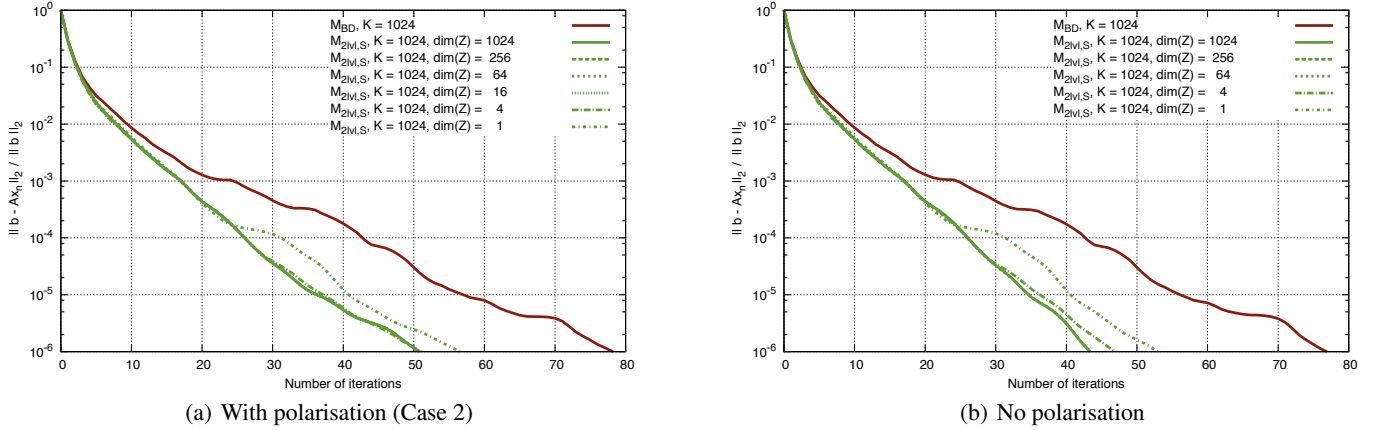 10^0
10^-1
10^-2
10^-3
10^-4
10^-5
10^-6
|| b - Ax_n ||_2 / || b ||_2
M_BD, K = 1024
M_2lvl,S, K = 1024, dim(Z) = 1024
M_2lvl,S, K = 1024, dim(Z) = 256
M_2lvl,S, K = 1024, dim(Z) = 64
M_2lvl,S, K = 1024, dim(Z) = 16
M_2lvl,S, K = 1024, dim(Z) = 4
M_2lvl,S, K = 1024, dim(Z) = 1
0 10 20 30 40 50 60 70 80
Number of iterations
(a) With polarisation (Case 2)
10^0
10^-1
10^-2
10^-3
10^-4
10^-5
10^-6
|| b - Ax_n ||_2 / || b ||_2
M_BD, K = 1024
M_2lvl,S, K = 1024, dim(Z) = 1024
M_2lvl,S, K = 1024, dim(Z) = 256
M_2lvl,S, K = 1024, dim(Z) = 64
M_2lvl,S, K = 1024, dim(Z) = 4
M_2lvl,S, K = 1024, dim(Z) = 1
0 10 20 30 40 50 60 70 80
Number of iterations
(b) No polarisation